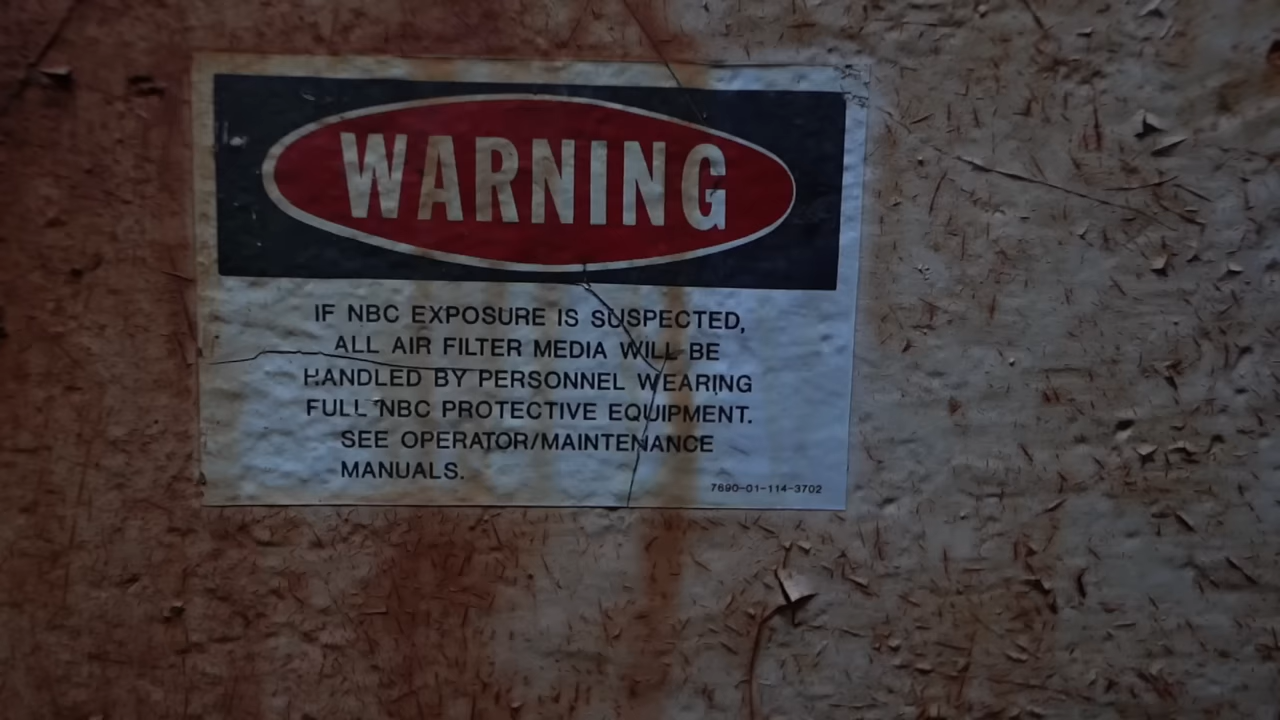 WARNING
IF NBC EXPOSURE IS SUSPECTED,
ALL AIR FILTER MEDIA WILL BE
HANDLED BY PERSONNEL WEARING
FULL NBC PROTECTIVE EQUIPMENT.
SEE OPERATOR/MAINTENANCE
MANUALS.
7690-01-114-3702